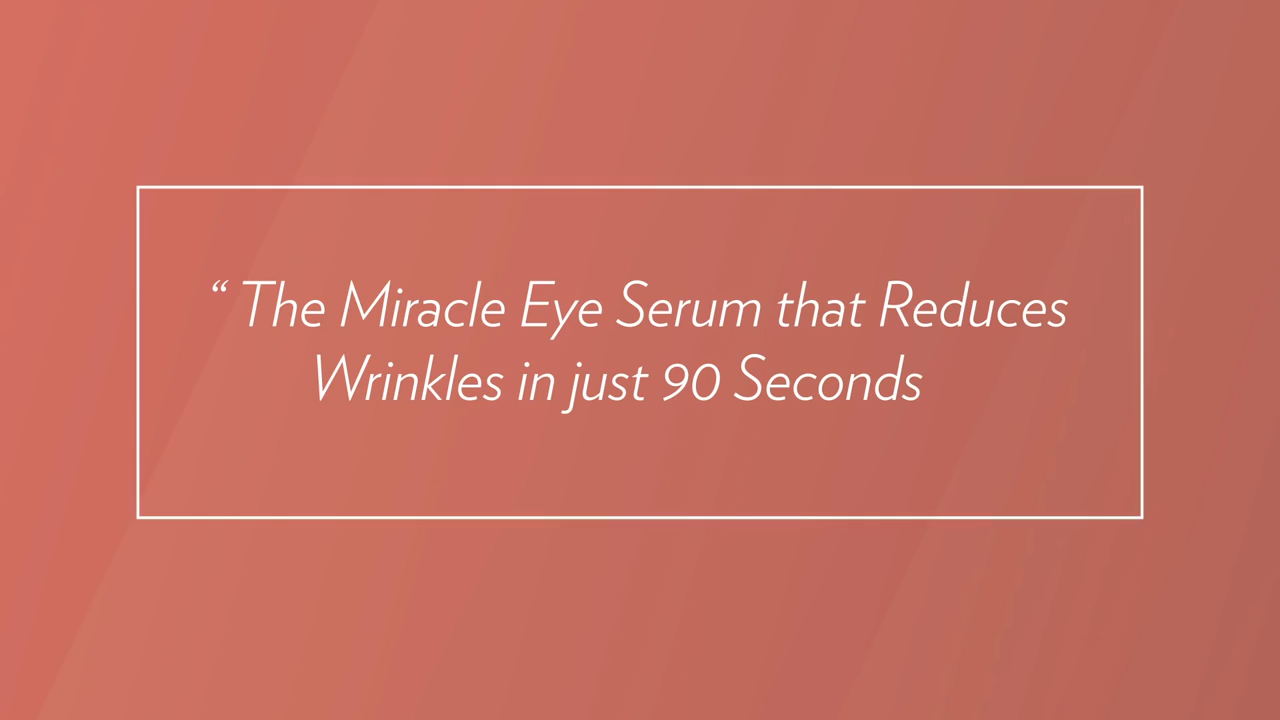 “ The Miracle Eye Serum that Reduces
Wrinkles in just 90 Seconds